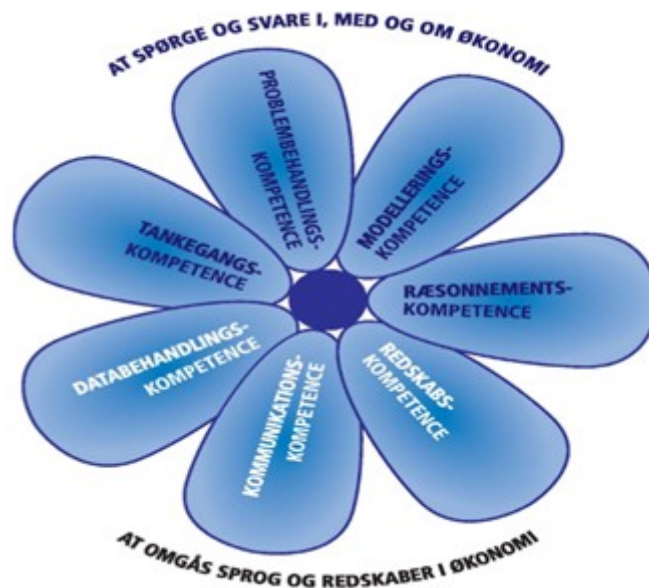 AT SPØRGE OG SVARE I, MED OG OM ØKONOMI
PROBLEMBEHANDLINGS-
KOMPETENCE
MODELLERINGS-
KOMPETENCE
TANKEGANGS-
KOMPETENCE
RÆSONNEMENTS-
KOMPETENCE
DATABEHANDLINGS-
KOMPETENCE
KOMMUNIKATIONS-
KOMPETENCE
REDSKABS-
KOMPETENCE
AT OMGÅS SPROG OG REDSKABER I ØKONOMI